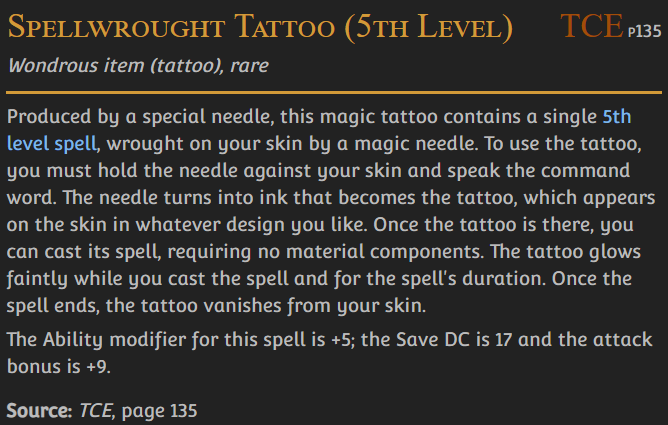 Spellwrought Tattoo (5th Level) TCE P135
Wondrous item (tattoo), rare
Produced by a special needle, this magic tattoo contains a single 5th
level spell, wrought on your skin by a magic needle. To use the tattoo,
you must hold the needle against your skin and speak the command
word. The needle turns into ink that becomes the tattoo, which appears
on the skin in whatever design you like. Once the tattoo is there, you
can cast its spell, requiring no material components. The tattoo glows
faintly while you cast the spell and for the spell's duration. Once the
spell ends, the tattoo vanishes from your skin.
The Ability modifier for this spell is +5; the Save DC is 17 and the attack
bonus is +9.
Source: TCE, page 135